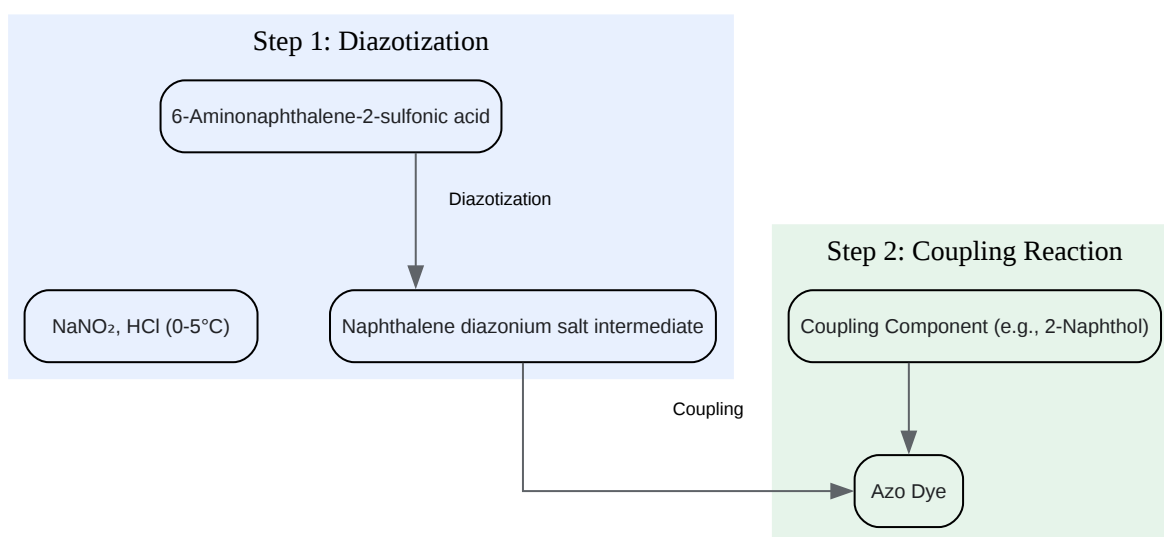 Step 1: Diazotization
6-Aminonaphthalene-2-sulfonic acid
Diazotization
NaNO₂, HCl (0-5°C)
Naphthalene diazonium salt intermediate
Step 2: Coupling Reaction
Coupling Component (e.g., 2-Naphthol)
Coupling
Azo Dye